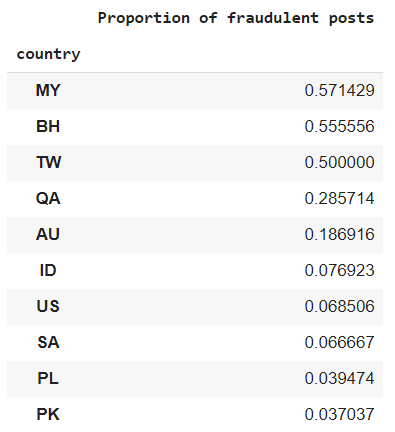 Proportion of fraudulent posts
country
MY 0.571429
BH 0.555556
TW 0.500000
QA 0.285714
AU 0.186916
ID 0.076923
US 0.068506
SA 0.066667
PL 0.039474
PK 0.037037